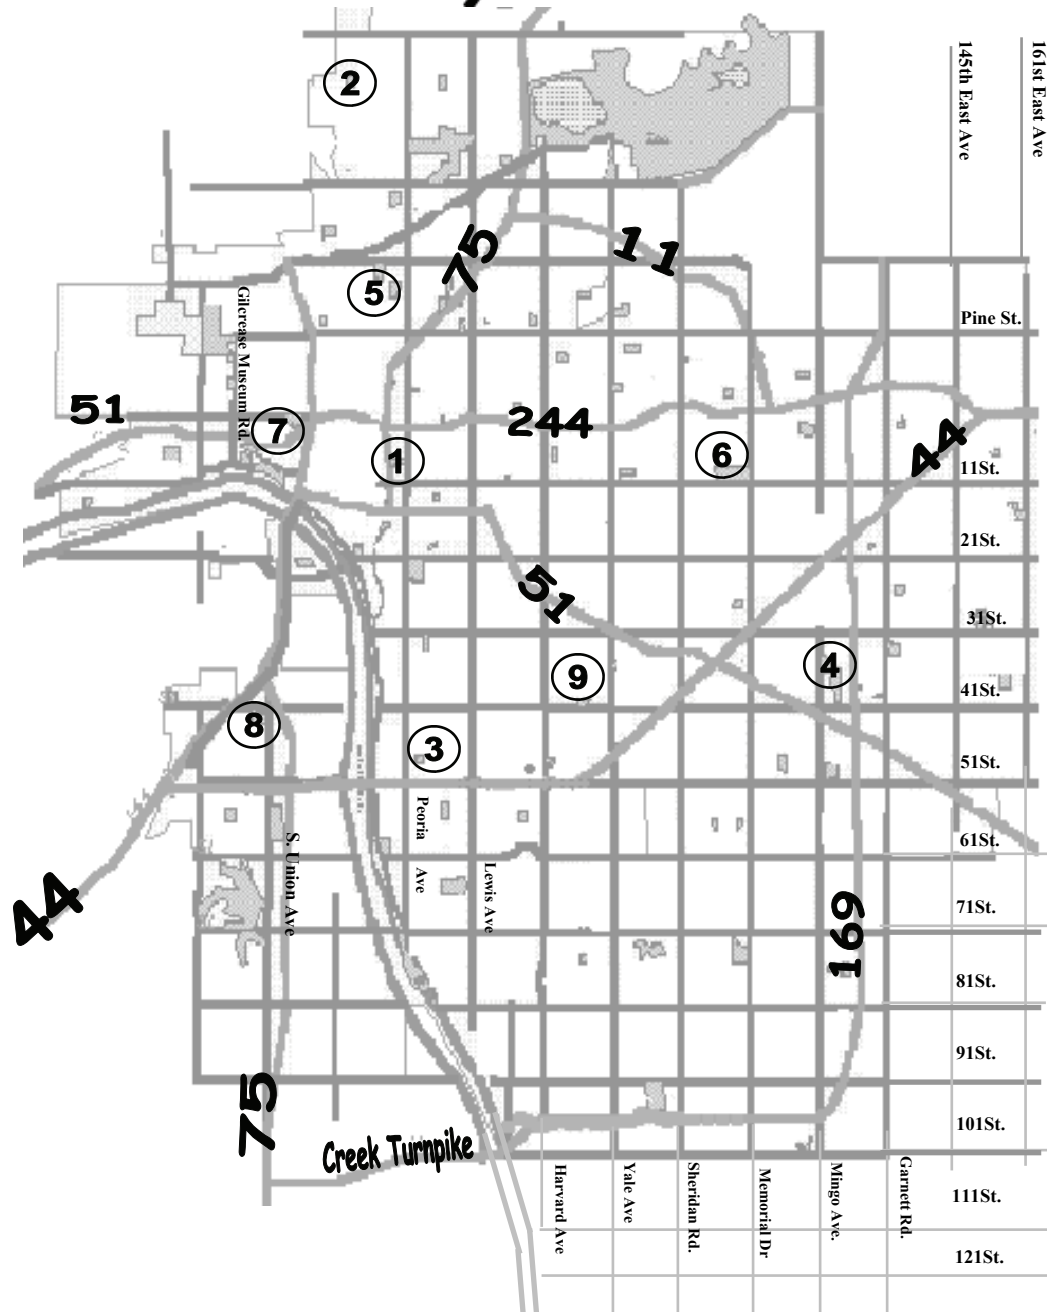 145th East Ave
161st East Ave
2
75
11
5
Gilcrease Museum Rd.
Pine St.
51
7
244
1
6
44
11St.
21St.
51
31St.
9
4
41St.
8
3
51St.
Peoria Ave
S. Union Ave
61St.
Lewis Ave
44
169
71St.
81St.
91St.
75
101St.
Creek Turnpike
Harvard Ave
Yale Ave
Sheridan Rd.
Memorial Dr
Mingo Ave.
Garnett Rd.
111St.
121St.